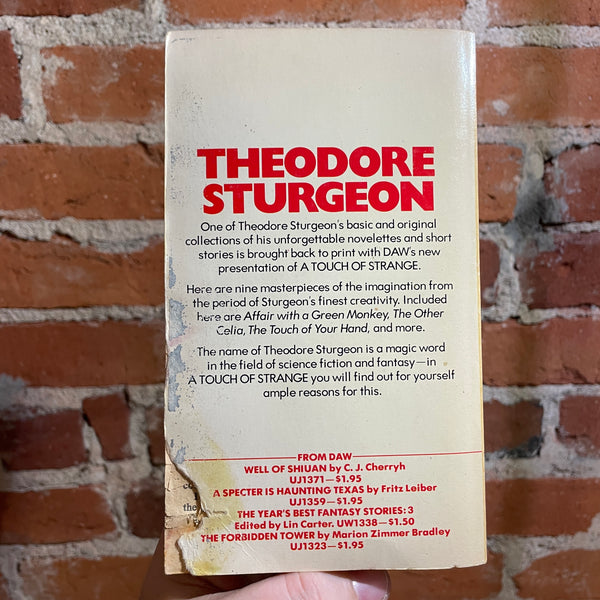 THEODORE
STURGEON
One of Theodore Sturgeon's basic and original
collections of his unforgettable novelettes and short
stories is brought back to print with DAW's new
presentation of A TOUCH OF STRANGE.
Here are nine masterpieces of the imagination from
the period of Sturgeon's finest creativity. Included
here are Affair with a Green Monkey, The Other
Celia, The Touch of Your Hand, and more.
The name of Theodore Sturgeon is a magic word
in the field of science fiction and fantasy—in
A TOUCH OF STRANGE you will find out for yourself
ample reasons for this.
FROM DAW
WELL OF SHIUAN by C. J. Cherryh
UJ1371—$1.95
A SPECTER IS HAUNTING TEXAS by Fritz Leiber
UJ1359—$1.95
THE YEAR'S BEST FANTASY STORIES: 3
Edited by Lin Carter. UW1338—$1.50
the
THE FORBIDDEN TOWER by Marion Zimmer Bradley
UJ1323—$1.95